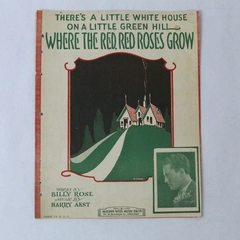 THERE'S A LITTLE WHITE HOUSE
ON A LITTLE GREEN HILL
WHERE THE RED, RED ROSES GROW
WORDS BY
BILLY ROSE
MUSIC BY
HARRY AKST